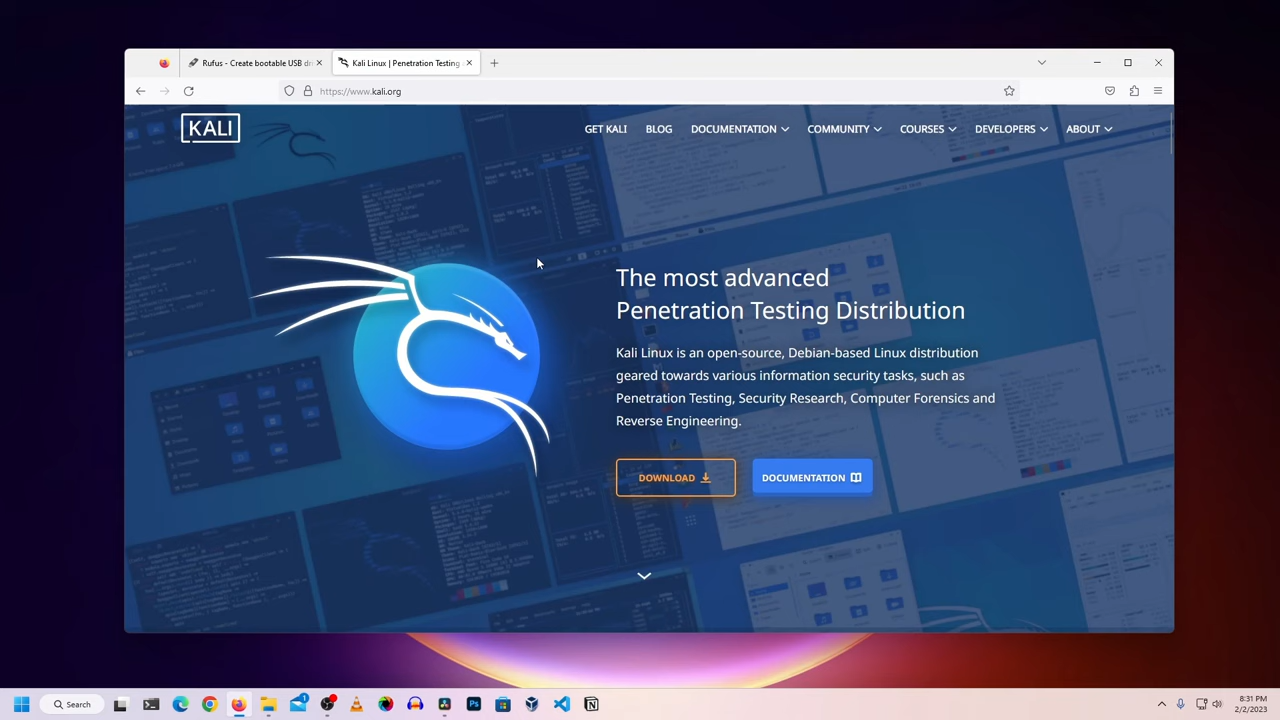 Rufus - Create bootable USB dri
Kali Linux | Penetration Testing
https://www.kali.org
KALI
GET KALI
BLOG
DOCUMENTATION
COMMUNITY
COURSES
DEVELOPERS
ABOUT
The most advanced
Penetration Testing Distribution
Kali Linux is an open-source, Debian-based Linux distribution
geared towards various information security tasks, such as
Penetration Testing, Security Research, Computer Forensics and
Reverse Engineering.
DOWNLOAD
DOCUMENTATION
Search
Ps
1
8:31 PM
2/2/2023